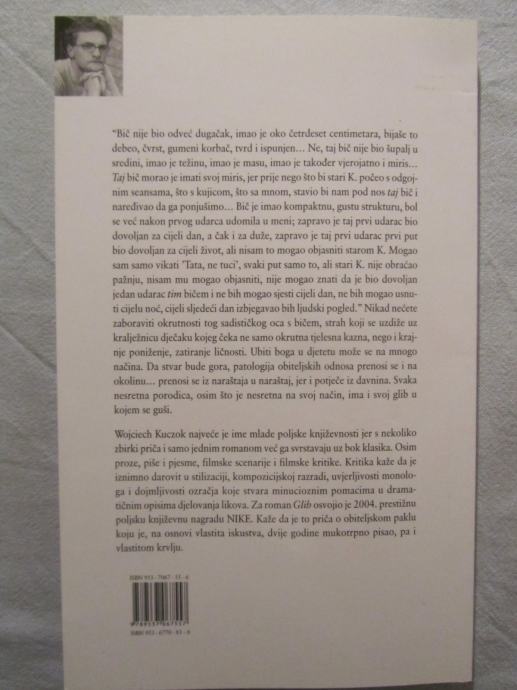 “Bič nije bio odveć dugačak, imao je oko četrdeset centimetara, bijaše to
debeo, čvrst, gumeni korbač, tvrd i ispunjen... Ne, taj bič nije bio šupalj u
sredini, imao je težinu, imao je masu, imao je također vjerojatno i miris...
Taj bič morao je imati svoj miris, jer prije nego što bi stari K. počeo s odgoj-
nim seansama, što s kujicom, što sa mnom, stavio bi nam pod nos taj bič i
naređivao da ga ponjušimo... Bič je imao kompaktnu, gustu strukturu, bol
se već nakon prvog udarca udomila u meni; zapravo je taj prvi udarac bio
dovoljan za cijeli dan, a čak i za duže, zapravo je taj prvi udarac prvi put
bio dovoljan za cijeli život, ali nisam to mogao objasniti starom K. Mogao
sam samo vikati 'Tata, ne tuci', svaki put samo to, ali stari K. nije obraćao
pažnju, nisam mu mogao objasniti, nije mogao znati da je bio dovoljan
jedan udarac tim bičem i ne bih mogao sjesti cijeli dan, ne bih mogao usnu-
ti cijelu noć, cijeli sljedeći dan izbjegavao bih ljudski pogled.” Nikad nećete
zaboraviti okrutnosti tog sadističkog oca s bičem, strah koji se uzdiže uz
kralježnicu dječaku kojeg čeka ne samo okrutna tjelesna kazna, nego i kraj-
nje poniženje, zatiranje ličnosti. Ubiti boga u djetetu može se na mnogo
načina. Da stvar bude gora, patologija obiteljskih odnosa prenosi se i na
okolinu... prenosi se iz naraštaja u naraštaj, jer i potječe iz davnina. Svaka
nesretna porodica, osim što je nesretna na svoj način, ima i svoj glib u
kojem se guši.
Wojciech Kuczok najveće je ime mlade poljske književnosti jer s nekoliko
zbirki priča i samo jednim romanom već ga svrstavaju uz bok klasika. Osim
proze, piše i pjesme, filmske scenarije i filmske kritike. Kritika kaže da je
iznimno darovit u stilizaciji, kompozicijskoj razradi, uvjerljivosti monolo-
ga i dojmljivosti ozračja koje stvara minucioznim pomacima u drama-
tičnim opisima djelovanja likova. Za roman Glib osvojio je 2004. prestižnu
poljsku književnu nagradu NIKE. Kaže da je to priča o obiteljskom paklu
koju je, na osnovi vlastita iskustva, dvije godine mukotrpno pisao, pa i
vlastitom krvlju.
ISBN
ISBN